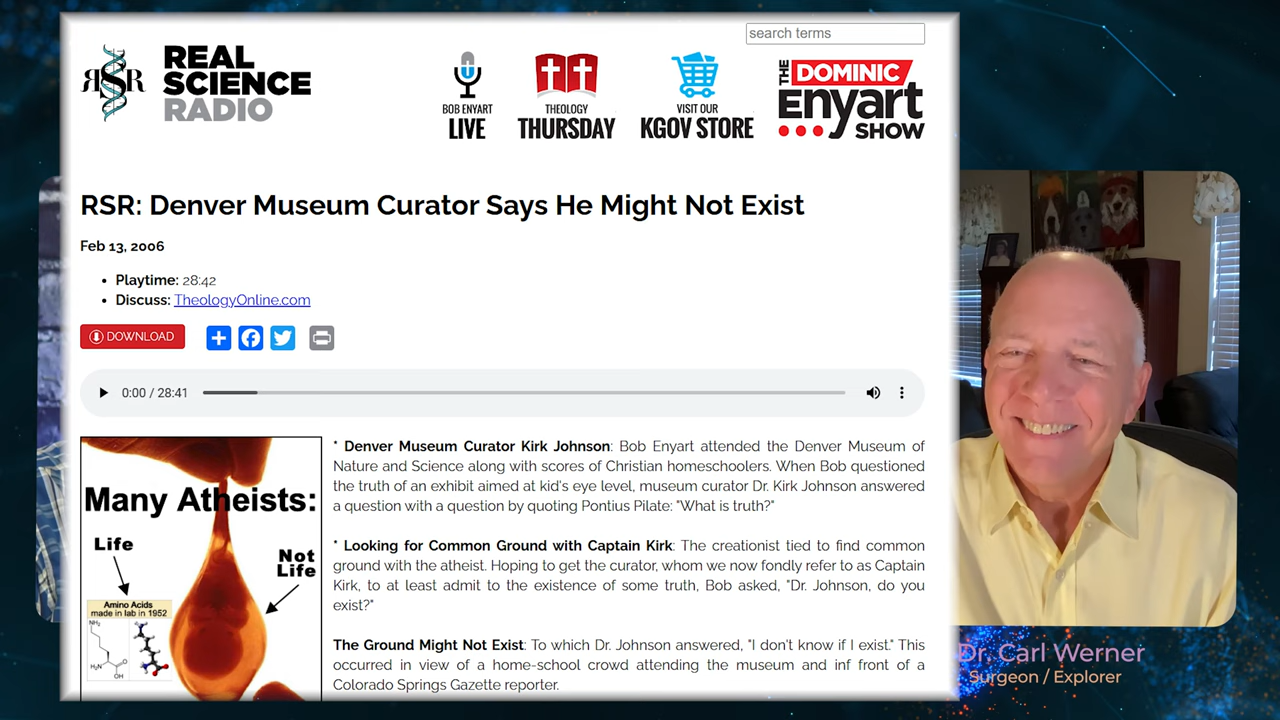 search terms
RSR
REAL
SCIENCE
RADIO
BOB ENYART
LIVE
THEOLOGY
THURSDAY
VISIT OUR
KGOV STORE
THE
DOMINIC
Enyart
SHOW
RSR: Denver Museum Curator Says He Might Not Exist
Feb 13, 2006
• Playtime: 28:42
• Discuss: TheologyOnline.com
DOWNLOAD
0:00 / 28:41
* Denver Museum Curator Kirk Johnson: Bob Enyart attended the Denver Museum of
Nature and Science along with scores of Christian homeschoolers. When Bob questioned
the truth of an exhibit aimed at kid's eye level, museum curator Dr. Kirk Johnson answered
a question with a question by quoting Pontius Pilate: "What is truth?"
* Looking for Common Ground with Captain Kirk: The creationist tied to find common
ground with the atheist. Hoping to get the curator, whom we now fondly refer to as Captain
Kirk, to at least admit to the existence of some truth, Bob asked, "Dr. Johnson, do you
exist?"
The Ground Might Not Exist: To which Dr. Johnson answered, "I don't know if I exist." This
occurred in view of a home-school crowd attending the museum and inf front of a
Colorado Springs Gazette reporter.
Many Atheists:
Life
Not
Life
Amino Acids
made in lab in 1952
NH₂
H₂N
O
OH
Dr. Carl Werner
Surgeon / Explorer